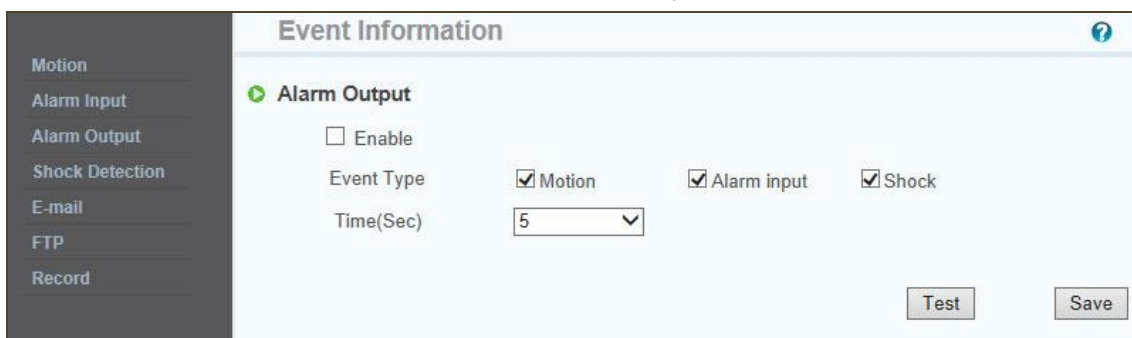 Event Information
?
Motion
Alarm Input
Alarm Output
Shock Detection
E-mail
FTP
Record
Alarm Output
Enable
Event Type Motion Alarm input Shock
Time(Sec) 5
Test Save